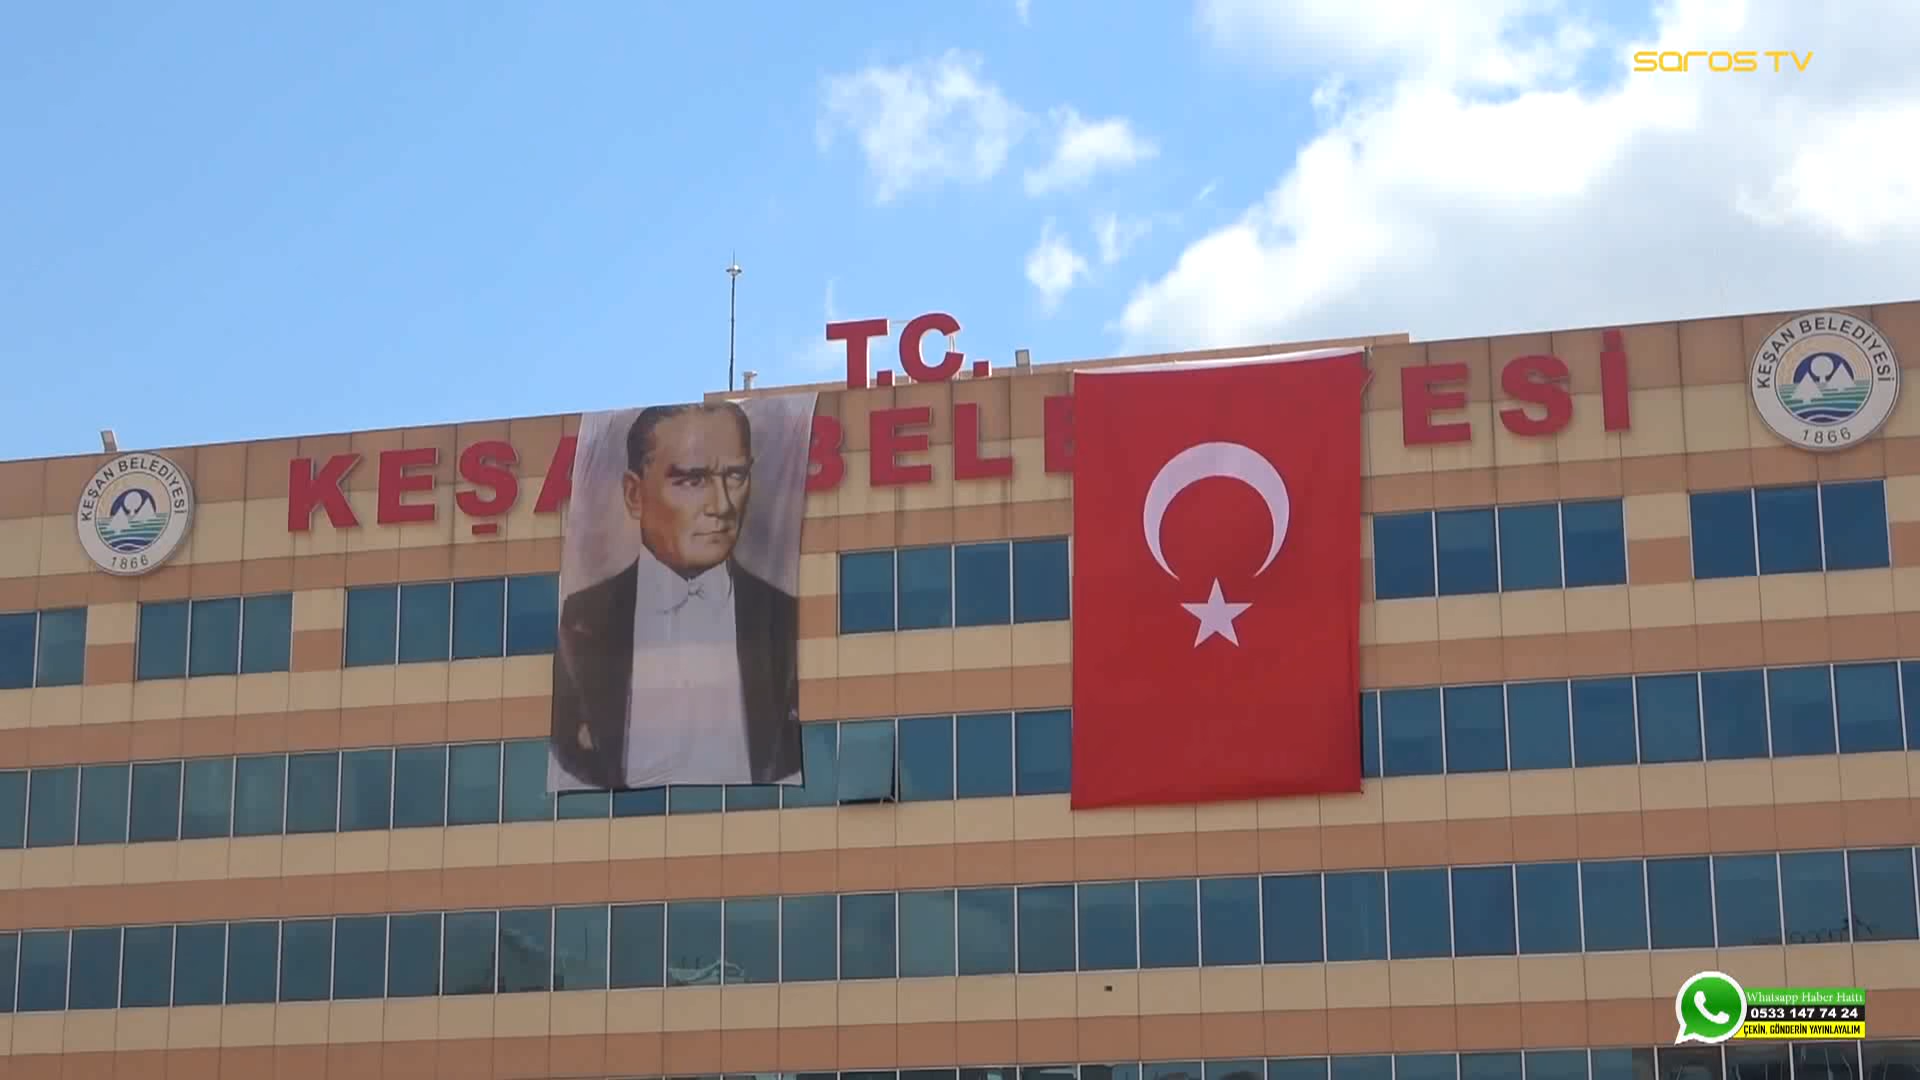 saros TV
T.C.
KEŞA BELE YESİ
KEŞAN BELEDİYESİ
1866
KEŞAN BELEDİYESİ
1866
Whatsapp Haber Hattı
0533 147 74 24
ÇEKİN, GÖNDERİN YAYINLAYALIM